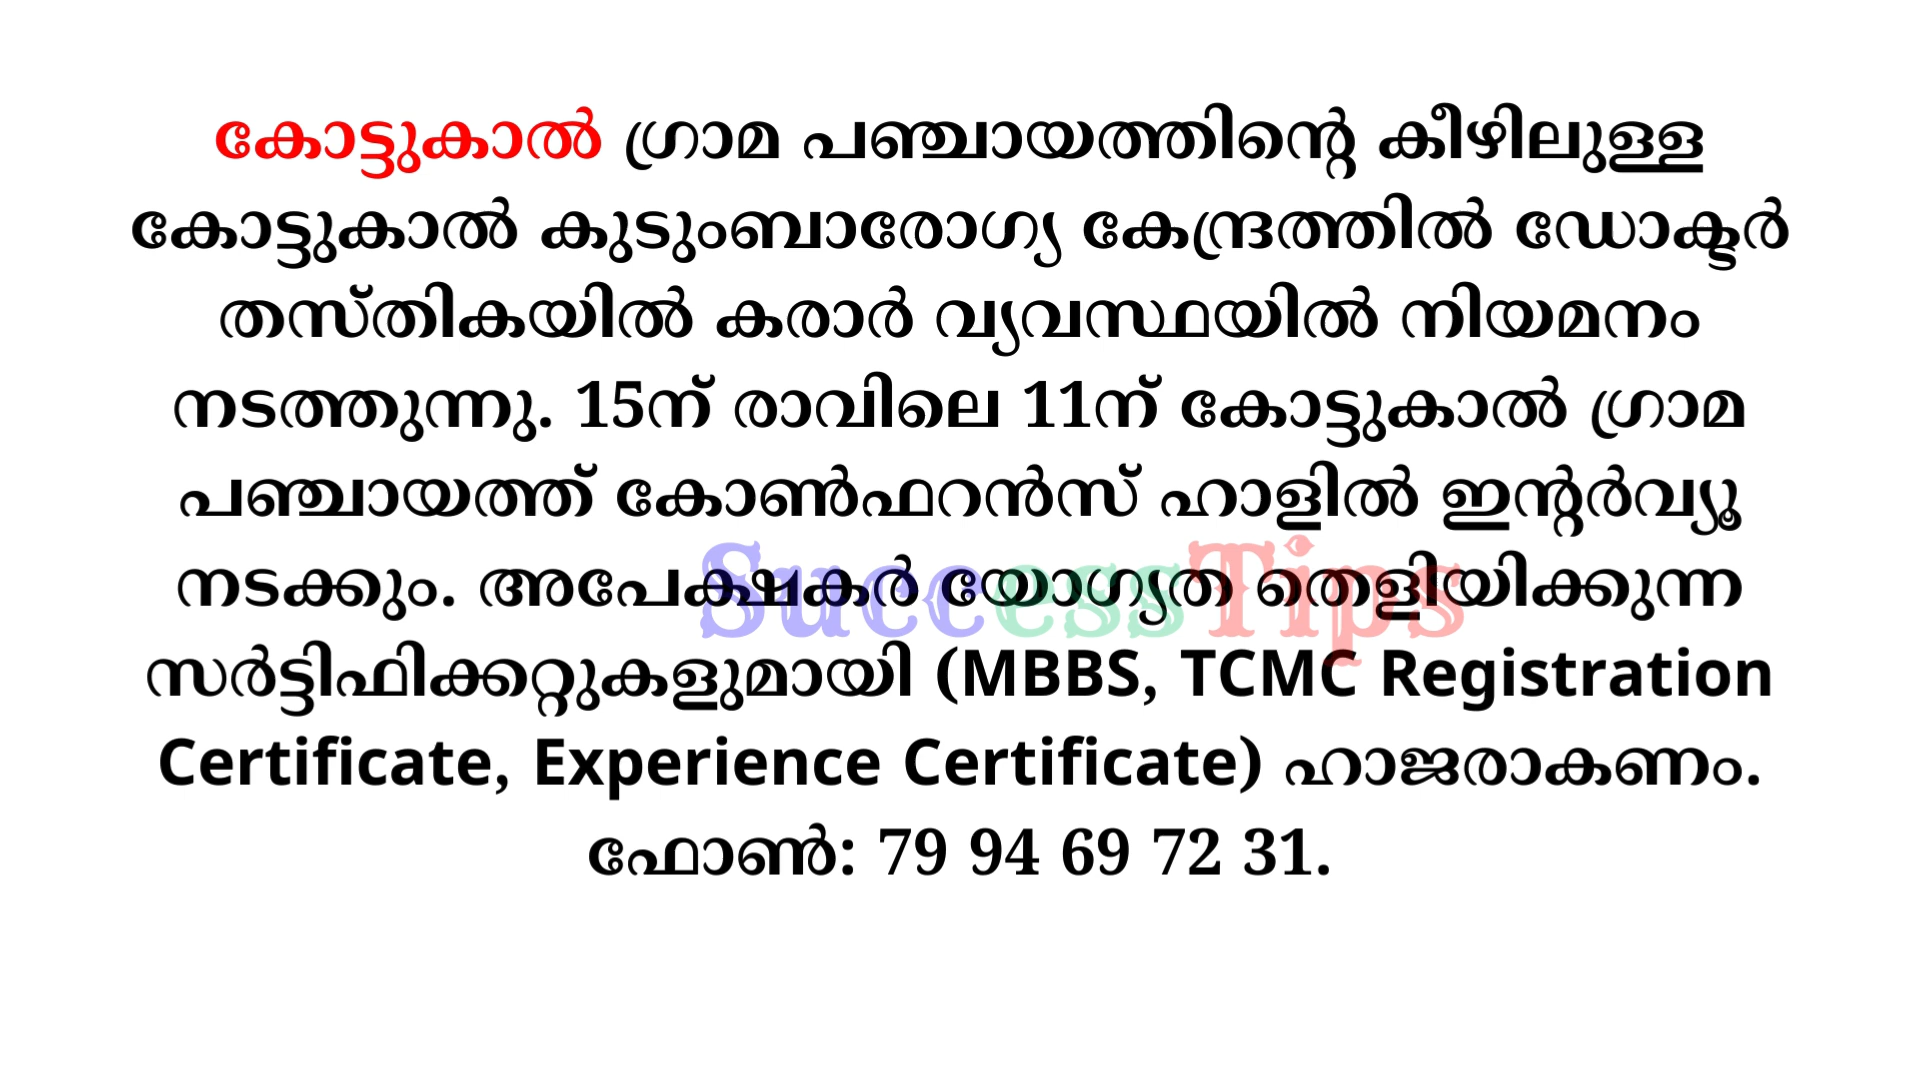 കോട്ടുകാൽ ഗ്രാമ പഞ്ചായത്തിന്റെ കീഴിലുള്ള
കോട്ടുകാൽ കുടുംബാരോഗ്യ കേന്ദ്രത്തിൽ ഡോക്ടർ
തസ്തികയിൽ കരാർ വ്യവസ്ഥയിൽ നിയമനം
നടത്തുന്നു. 15ന് രാവിലെ 11ന് കോട്ടുകാൽ ഗ്രാമ
പഞ്ചായത്ത് കോൺഫറൻസ് ഹാളിൽ ഇന്റർവ്യൂ
നടക്കും. അപേക്ഷകർ യോഗ്യത തെളിയിക്കുന്ന
SuccessTips
സർട്ടിഫിക്കറ്റുകളുമായി (MBBS, TCMC Registration
Certificate, Experience Certificate) ഹാജരാകണം.
ഫോൺ: 79 94 69 72 31.